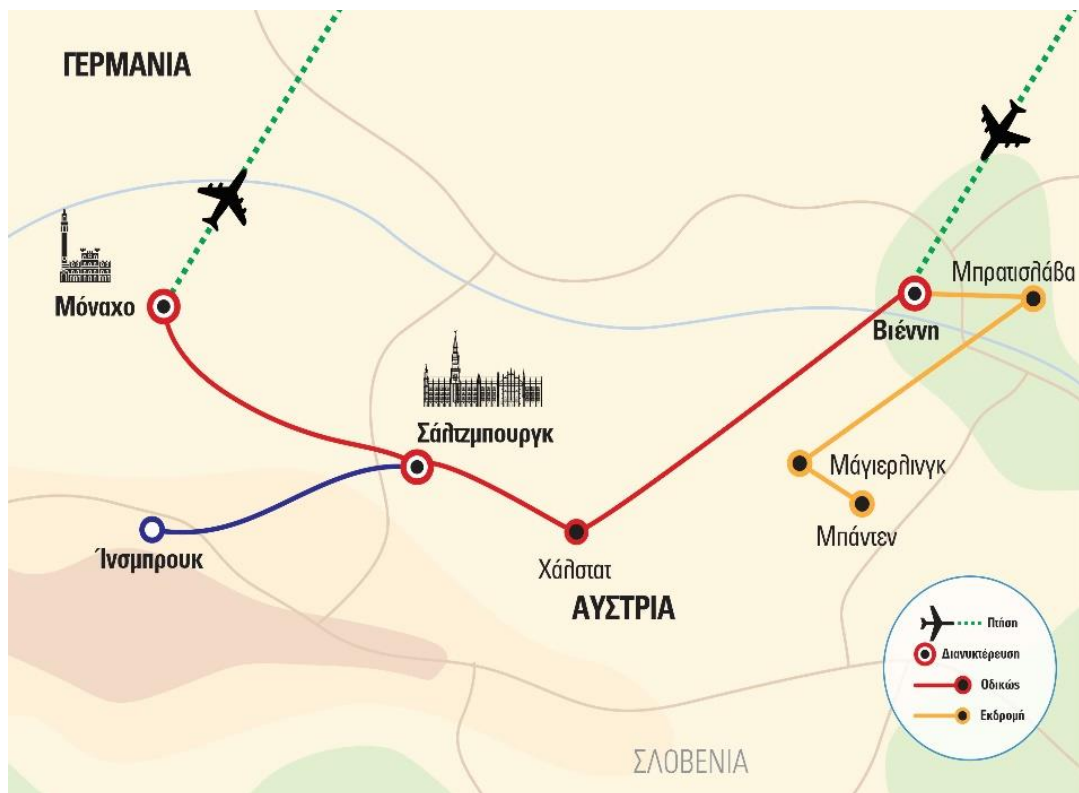 ΓΕΡΜΑΝΙΑ
Μπρατισλάβα
Μόναχο
Βιέννη
Σάλτζμπουργκ
Μάγιερλινγκ
Μπάντεν
Ίνσμπρουκ
Χάλστατ
ΑΥΣΤΡΙΑ
Πτήση
Διανυκτέρευση
Οδικώς
Εκδρομή
ΣΛΟΒΕΝΙΑ